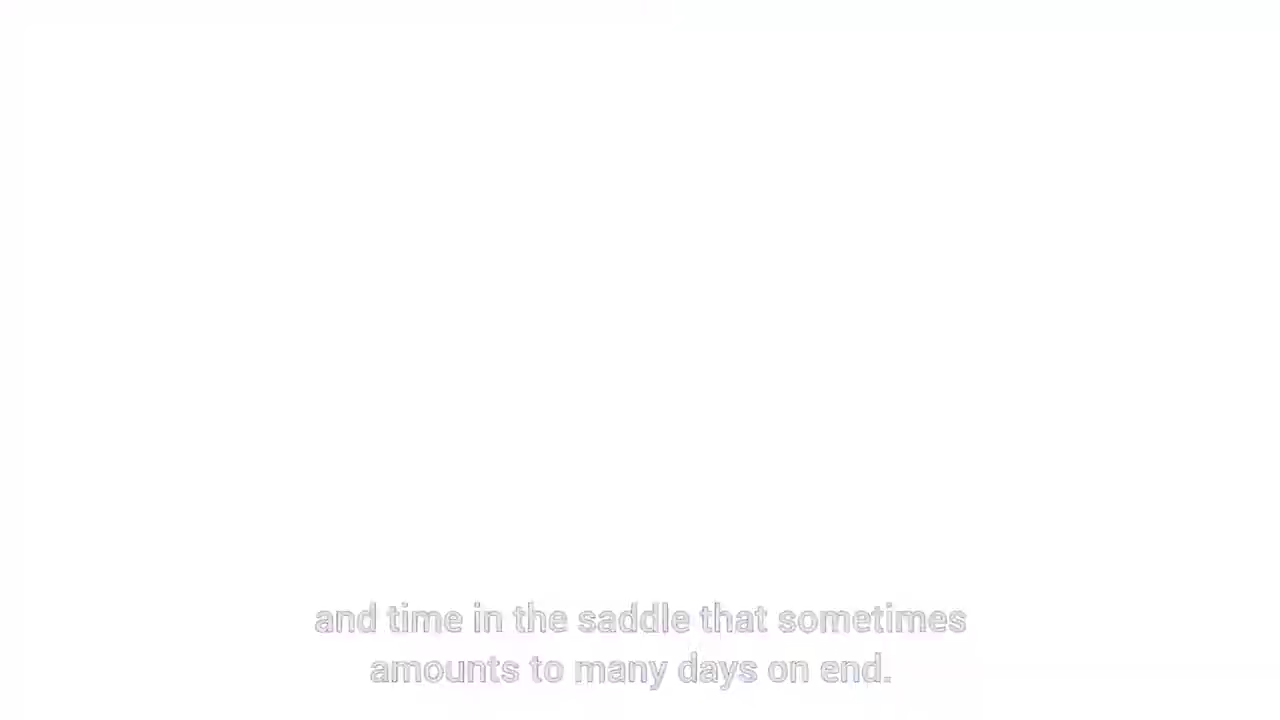 and time in the saddle that sometimes
amounts to many days on end.